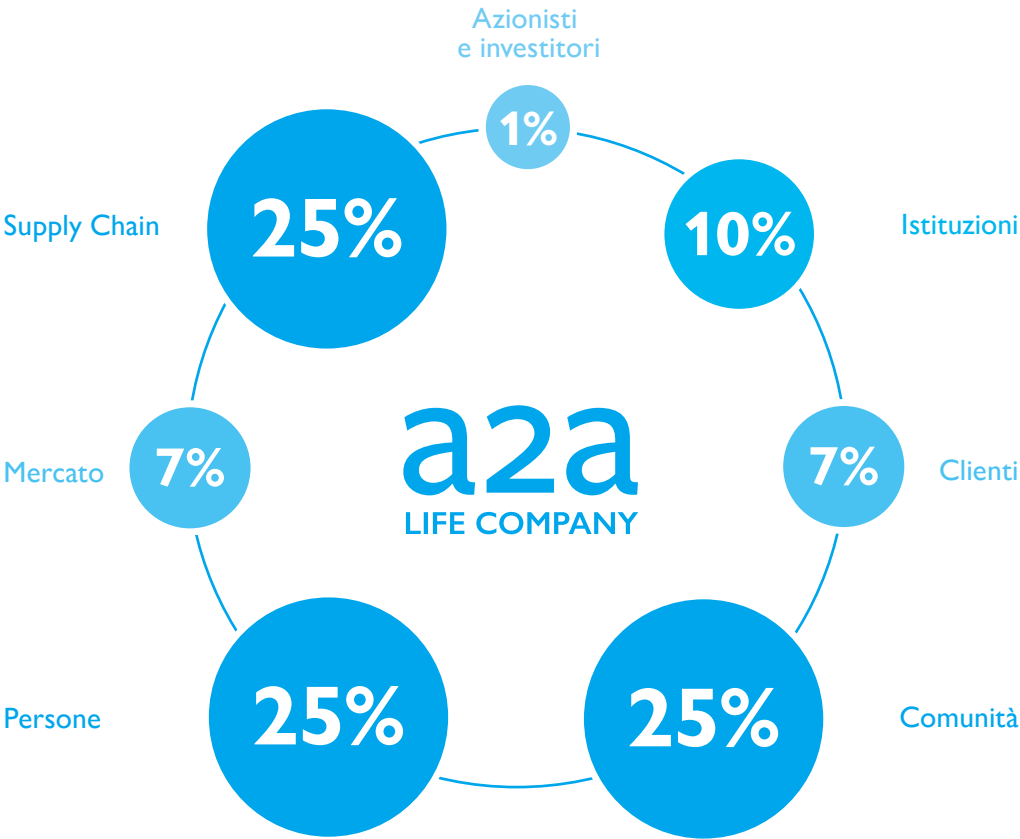 Azionisti
e investitori
1%
Supply Chain
25%
10%
Istituzioni
Mercato
7%
a2a
LIFE COMPANY
7%
Clienti
Persone
25%
25%
Comunità